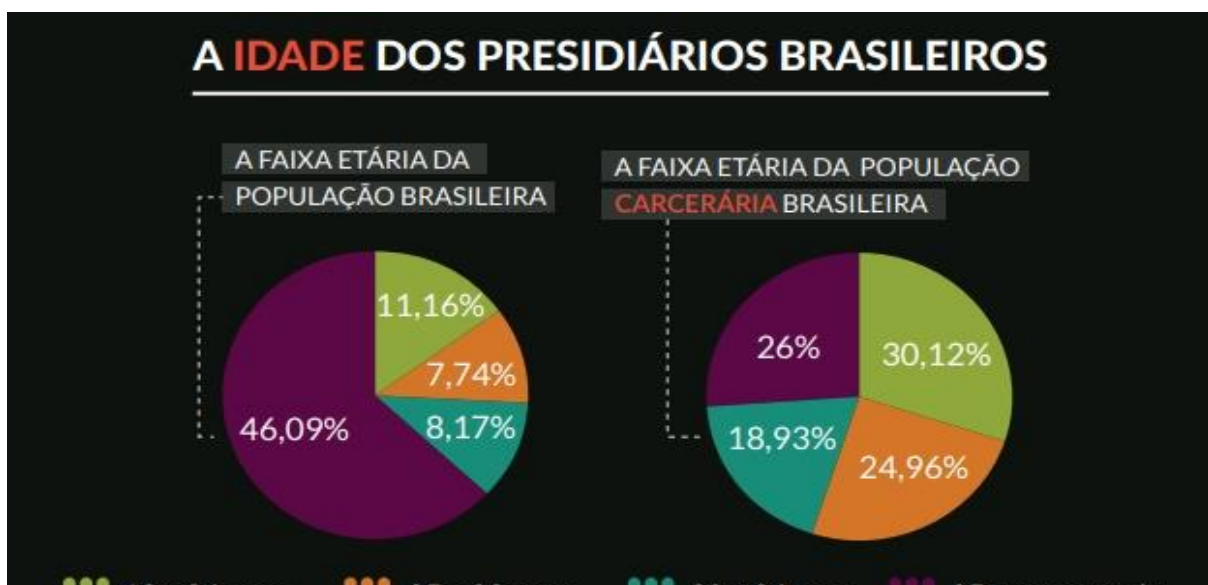 A IDADE DOS PRESIDIÁRIOS BRASILEIROS
A FAIXA ETÁRIA DA
POPULAÇÃO BRASILEIRA
11,16%
7,74%
8,17%
46,09%
A FAIXA ETÁRIA DA POPULAÇÃO
CARCERÁRIA BRASILEIRA
26%
30,12%
18,93%
24,96%